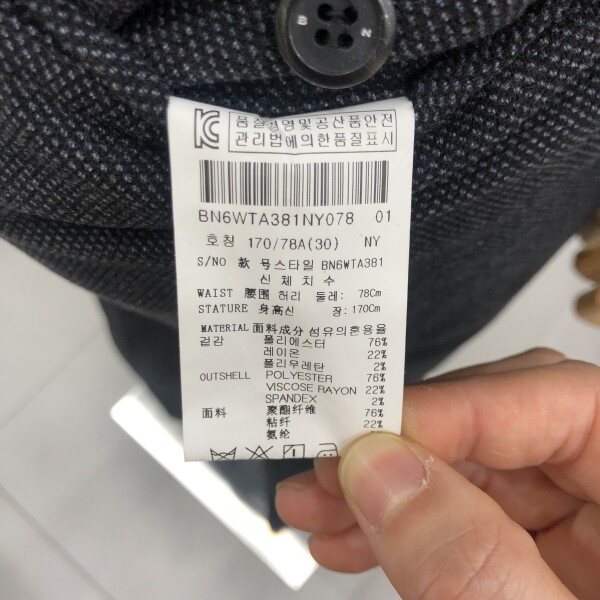 B N
품질경영및공산품안전
관리법에의한품질표시
BN6WTA381NY078 01
호칭 170/78A(30) NY
S/NO 款 号스타일 BN6WTA381
신 체 치 수
WAIST 腰围 허리 둘레: 78Cm
STATURE 身高신 장: 170Cm
MATERIAL 面料成分 섬유의혼용율
겉감 폴리에스터 76%
레이온 22%
폴리우레탄 2%
OUTSHELL POLYESTER 76%
VISCOSE RAYON 22%
SPANDEX 2%
面料 聚酯纤维 76%
粘纤 22%
氨纶